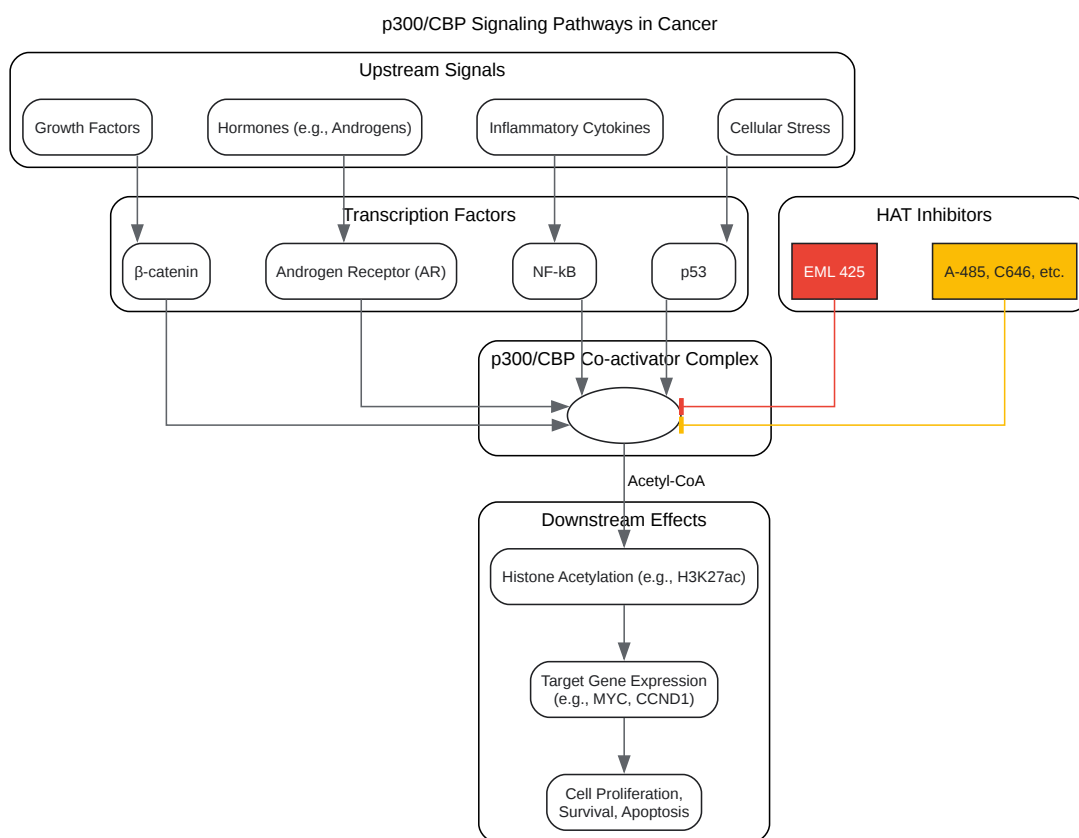 p300/CBP Signaling Pathways in Cancer
Upstream Signals
Growth Factors
Hormones (e.g., Androgens)
Inflammatory Cytokines
Cellular Stress
Transcription Factors
HAT Inhibitors
β-catenin
Androgen Receptor (AR)
NF-kB
p53
EML 425
A-485, C646, etc.
p300/CBP Co-activator Complex
Acetyl-CoA
Downstream Effects
Histone Acetylation (e.g., H3K27ac)
Target Gene Expression
(e.g., MYC, CCND1)
Cell Proliferation,
Survival, Apoptosis